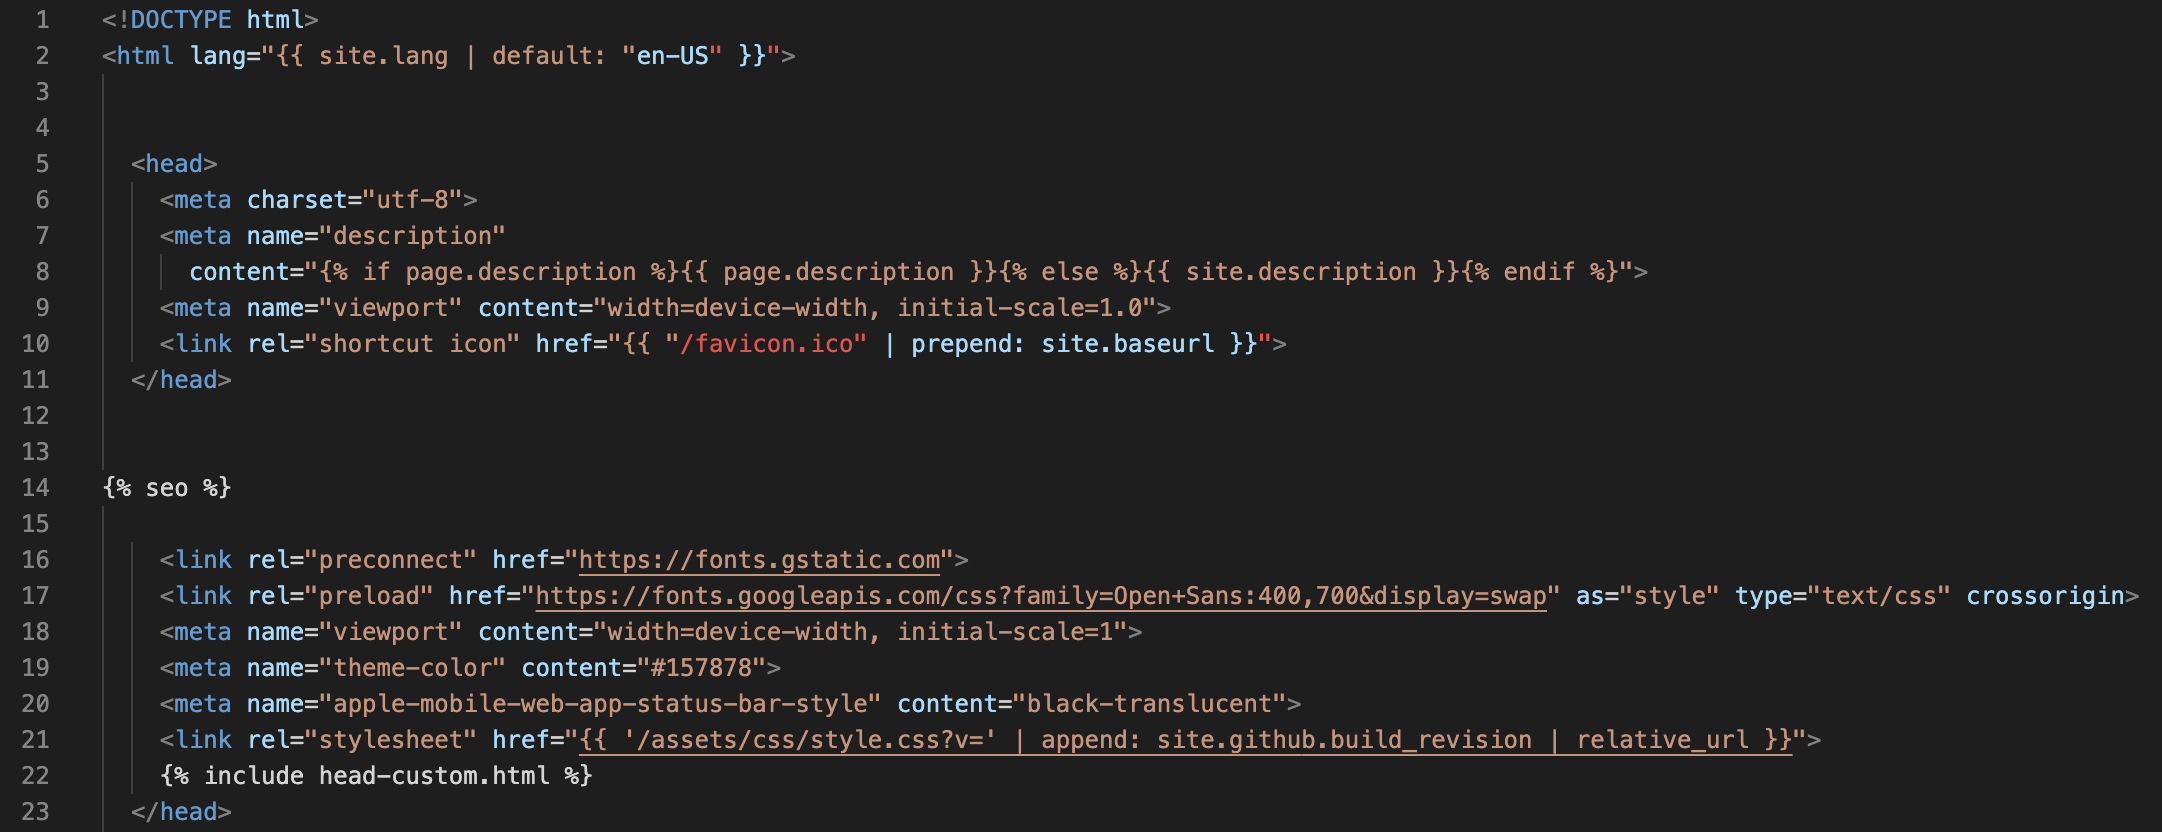 1 <!DOCTYPE html>
2 <html lang="{{ site.lang | default: "en-US" }}">
3
4
5 <head>
6 <meta charset="utf-8">
7 <meta name="description"
8 content="{% if page.description %}{{ page.description }}{% else %}{{ site.description }}{% endif %}">
9 <meta name="viewport" content="width=device-width, initial-scale=1.0">
10 <link rel="shortcut icon" href="{{ "/favicon.ico" | prepend: site.baseurl }}">
11 </head>
12
13
14 {% seo %}
15
16 <link rel="preconnect" href="https://fonts.gstatic.com">
17 <link rel="preload" href="https://fonts.googleapis.com/css?family=Open+Sans:400,700&display=swap" as="style" type="text/css" crossorigin>
18 <meta name="viewport" content="width=device-width, initial-scale=1">
19 <meta name="theme-color" content="#157878">
20 <meta name="apple-mobile-web-app-status-bar-style" content="black-translucent">
21 <link rel="stylesheet" href="{{ '/assets/css/style.css?v=' | append: site.github.build_revision | relative_url }}">
22 {% include head-custom.html %}
23 </head>